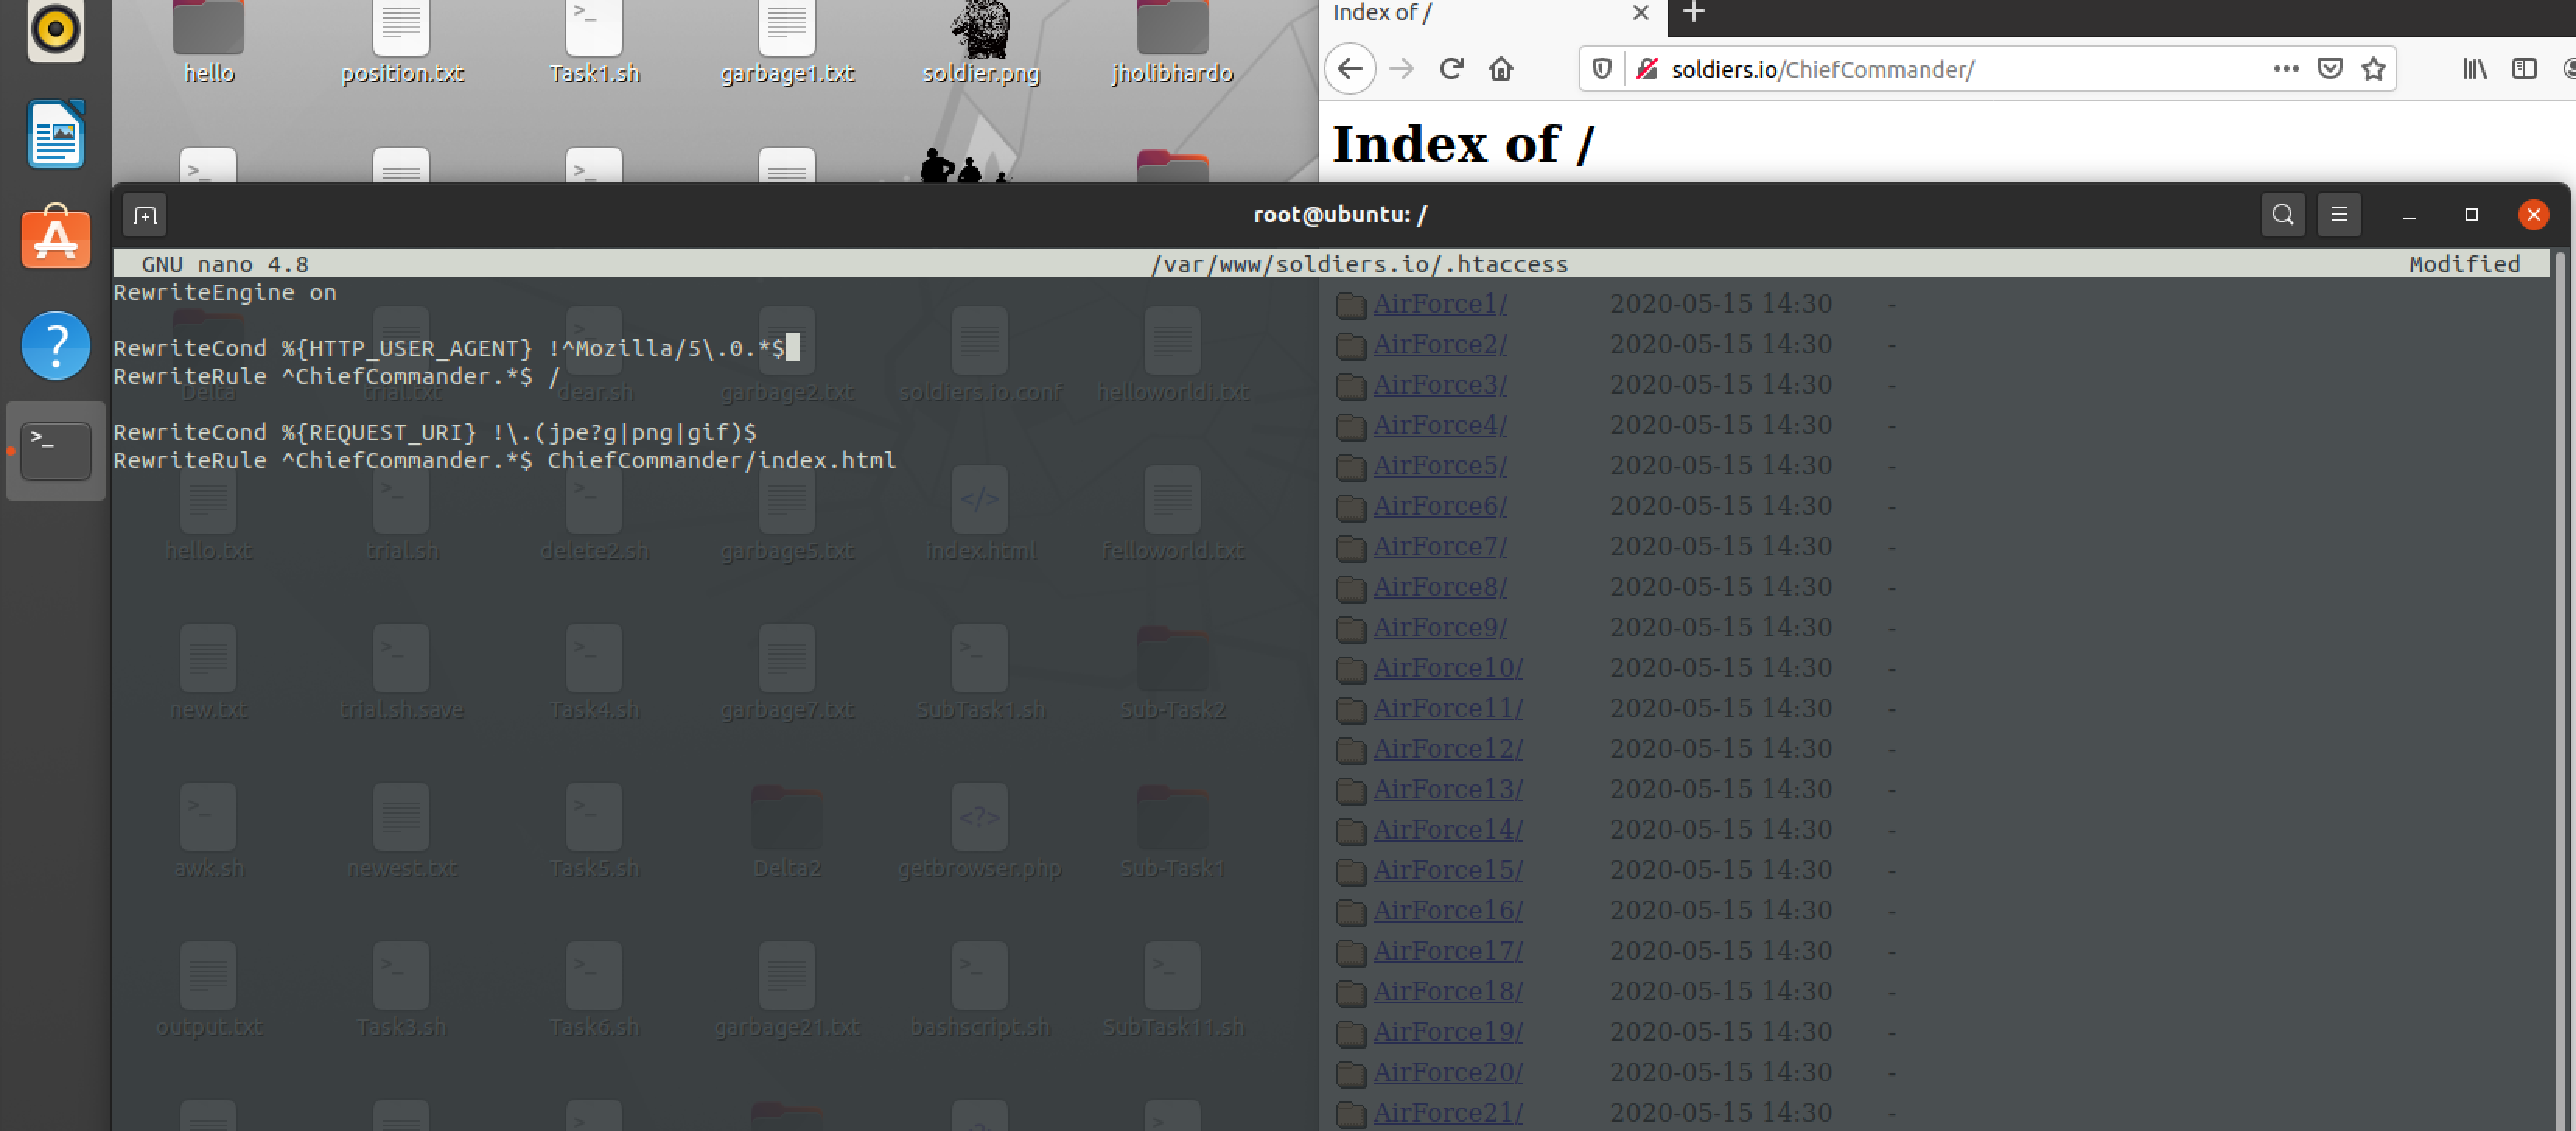 hello
position.txt
Task1.sh
garbage1.txt
soldier.png
jholibhardo
Index of /
soldiers.io/ChiefCommander/
Index of /
root@ubuntu: /
GNU nano 4.8
/var/www/soldiers.io/.htaccess
Modified
RewriteEngine on
RewriteCond %{HTTP_USER_AGENT} !^Mozilla/5\.0.*$
RewriteRule ^ChiefCommander.*$ /
RewriteCond %{REQUEST_URI} !\.(jpe?g|png|gif)$
RewriteRule ^ChiefCommander.*$ ChiefCommander/index.html
Delta
trial.txt
dear.sh
garbage2.txt
soldiers.io.conf
helloworldi.txt
hello.txt
trial.sh
delete2.sh
garbage5.txt
index.html
felloworld.txt
new.txt
trial.sh.save
Task4.sh
garbage7.txt
SubTask1.sh
Sub-Task2
awk.sh
newest.txt
Task5.sh
Delta2
getbrowser.php
Sub-Task1
output.txt
Task3.sh
Task6.sh
garbage21.txt
bashscript.sh
SubTask11.sh
AirForce1/ 2020-05-15 14:30 -
AirForce2/ 2020-05-15 14:30 -
AirForce3/ 2020-05-15 14:30 -
AirForce4/ 2020-05-15 14:30 -
AirForce5/ 2020-05-15 14:30 -
AirForce6/ 2020-05-15 14:30 -
AirForce7/ 2020-05-15 14:30 -
AirForce8/ 2020-05-15 14:30 -
AirForce9/ 2020-05-15 14:30 -
AirForce10/ 2020-05-15 14:30 -
AirForce11/ 2020-05-15 14:30 -
AirForce12/ 2020-05-15 14:30 -
AirForce13/ 2020-05-15 14:30 -
AirForce14/ 2020-05-15 14:30 -
AirForce15/ 2020-05-15 14:30 -
AirForce16/ 2020-05-15 14:30 -
AirForce17/ 2020-05-15 14:30 -
AirForce18/ 2020-05-15 14:30 -
AirForce19/ 2020-05-15 14:30 -
AirForce20/ 2020-05-15 14:30 -
AirForce21/ 2020-05-15 14:30 -